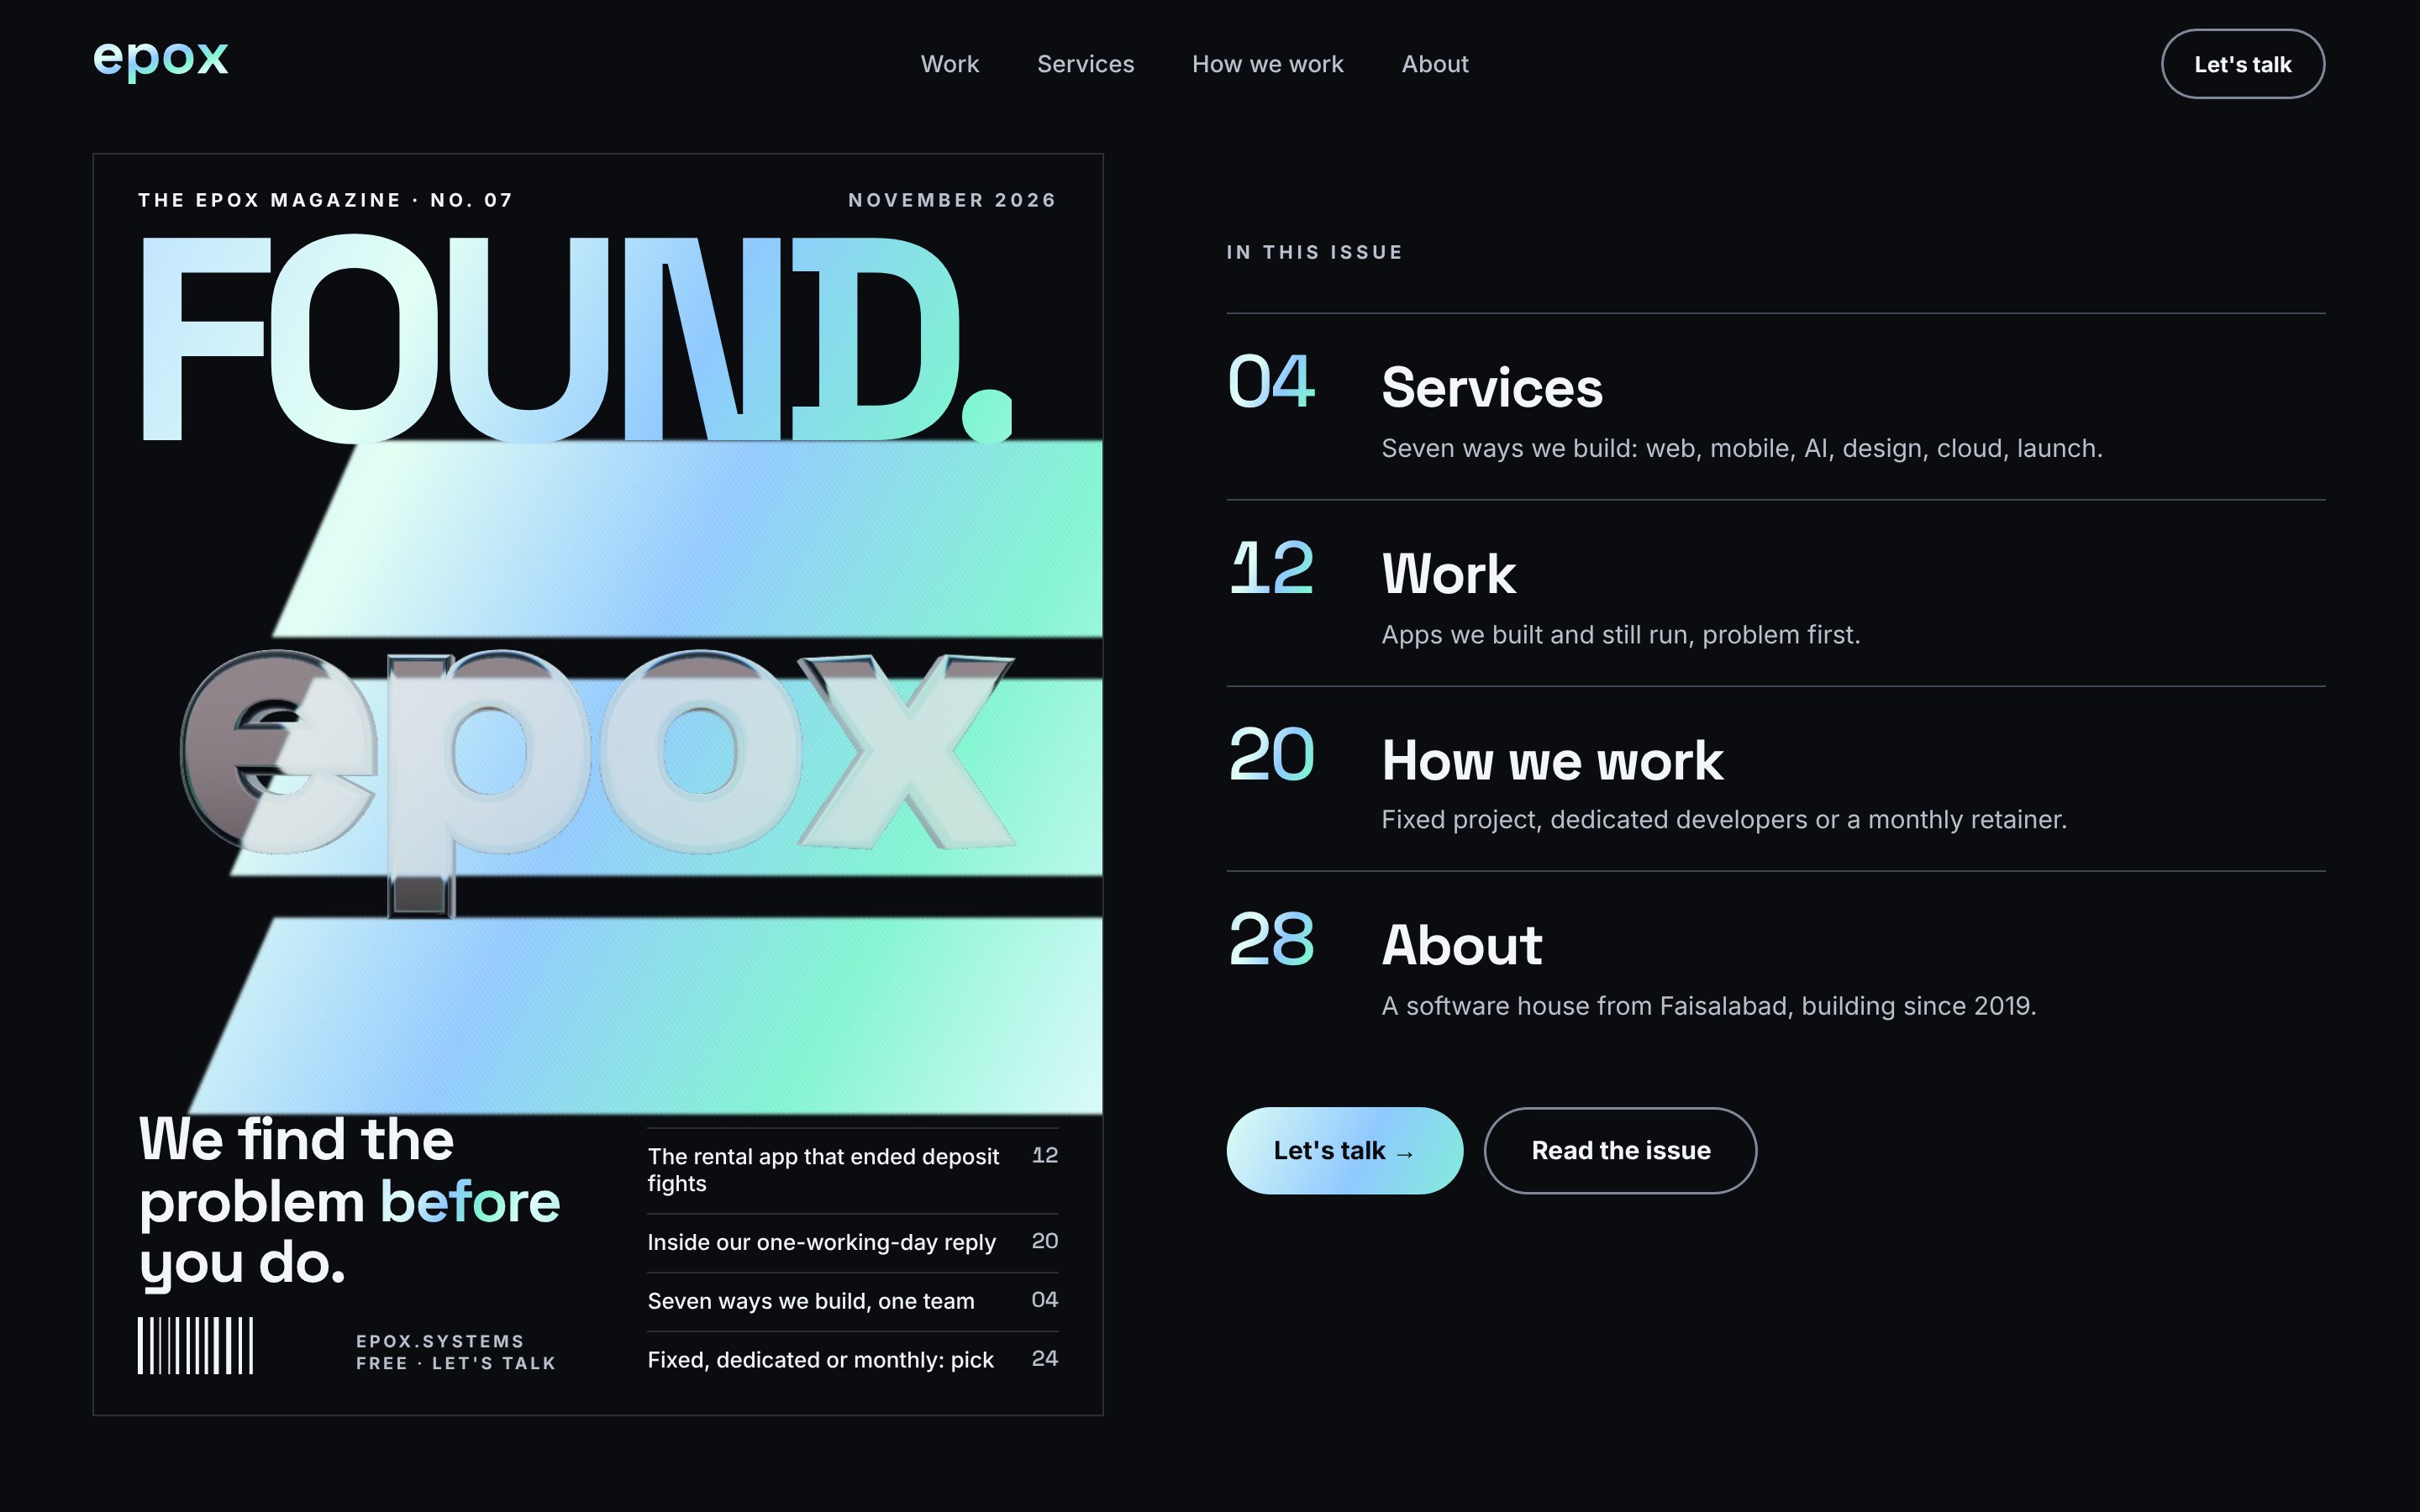 epox
Work
Services
How we work
About
Let's talk
THE EPOX MAGAZINE · NO. 07
NOVEMBER 2026
FOUND.
epox
We find the
problem before
you do.
EPOX.SYSTEMS
FREE · LET'S TALK
The rental app that ended deposit
fights
12
Inside our one-working-day reply
20
Seven ways we build, one team
04
Fixed, dedicated or monthly: pick
24
IN THIS ISSUE
04
Services
Seven ways we build: web, mobile, AI, design, cloud, launch.
12
Work
Apps we built and still run, problem first.
20
How we work
Fixed project, dedicated developers or a monthly retainer.
28
About
A software house from Faisalabad, building since 2019.
Let's talk →
Read the issue